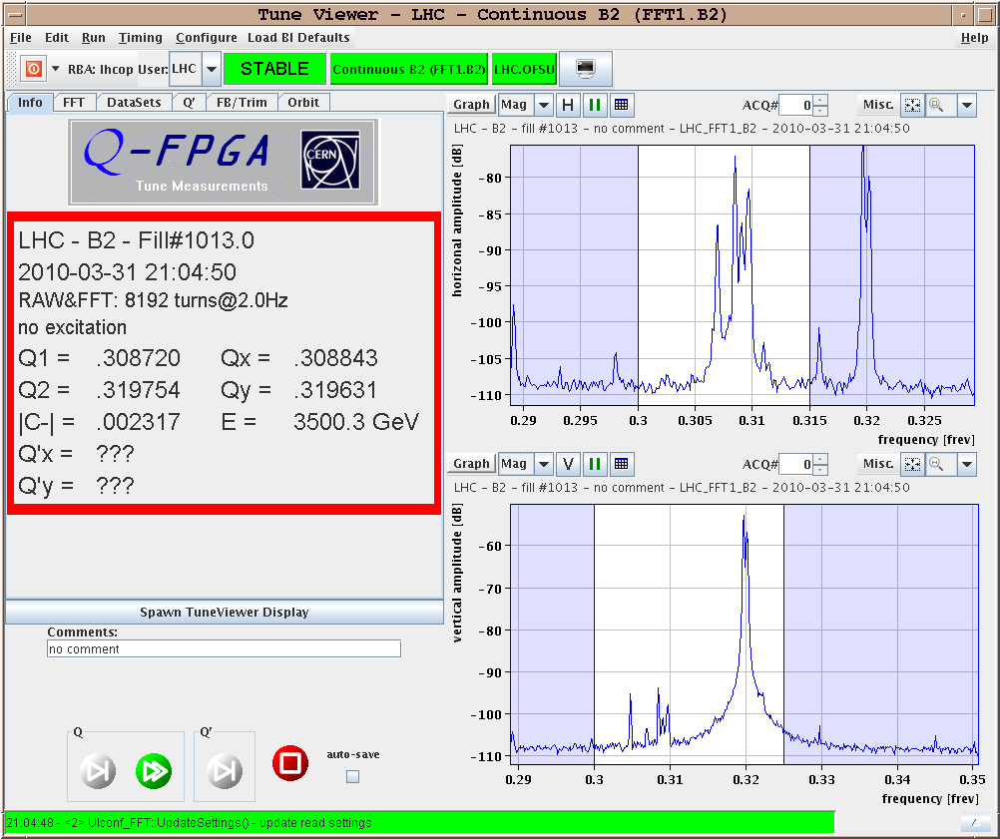 Tune Viewer - LHC - Continuous B2 (FFT1.B2)
File Edit Run Timing Configure Load BI Defaults Help
RBA: lhcop User: LHC STABLE Continuous B2 (FFT1.B2) LHC.OFSU
Info FFT DataSets Q' FB/Trim Orbit
Q-FPGA
Tune Measurements
CERN
LHC - B2 - Fill#1013.0
2010-03-31 21:04:50
RAW&FFT: 8192 turns@2.0Hz
no excitation
Q1 = .308720 Qx = .308843
Q2 = .319754 Qy = .319631
|C-| = .002317 E = 3500.3 GeV
Q'x = ???
Q'y = ???
Spawn TuneViewer Display
Comments:
no comment
Q Q'
auto-save
Graph Mag H ACQ# 0 Misc.
LHC - B2 - fill #1013 - no comment - LHC_FFT1_B2 - 2010-03-31 21:04:50
horizonal amplitude [dB]
-80
-85
-90
-95
-100
-105
-110
0.29 0.295 0.3 0.305 0.31 0.315 0.32 0.325
frequency [frev]
Graph Mag V ACQ# 0 Misc.
LHC - B2 - fill #1013 - no comment - LHC_FFT1_B2 - 2010-03-31 21:04:50
vertical amplitude [dB]
-60
-70
-80
-90
-100
-110
0.29 0.3 0.31 0.32 0.33 0.34 0.35
frequency [frev]
21:04:48 - <2> UIconf_FFT::UpdateSettings() - update read settings